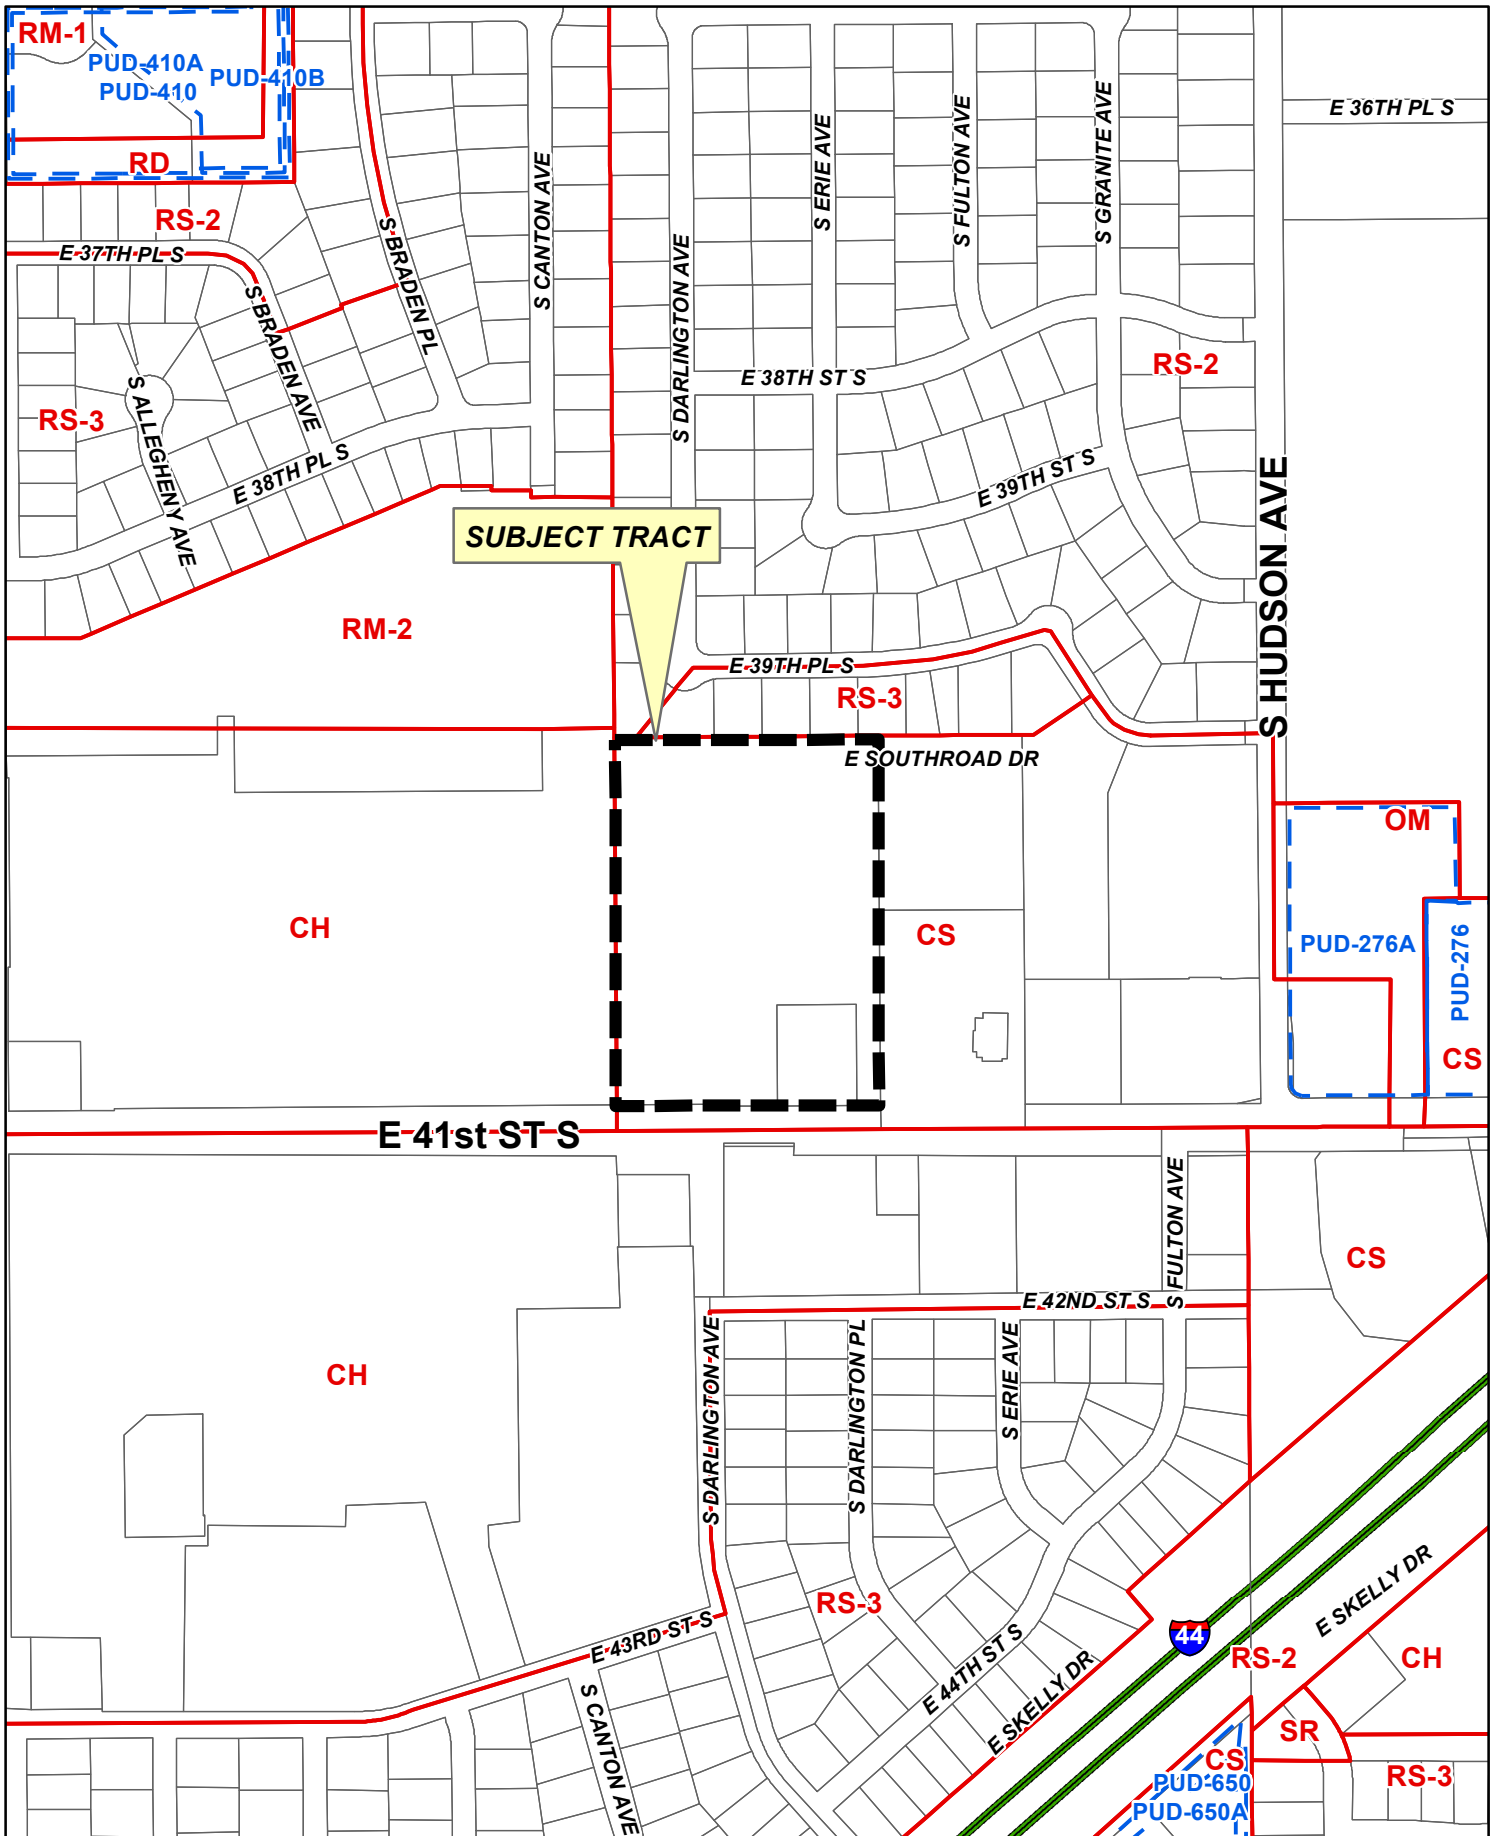 RM-1
PUD-410A
PUD-410
PUD-410B
RD
RS-2
E 37TH PL S
S BRADEN AVE
S BRADEN PL
S CANTON AVE
S DARLINGTON AVE
S ERIE AVE
S FULTON AVE
S GRANITE AVE
E 36TH PL S
E 38TH ST S
RS-2
RS-3
S ALLEGHENY AVE
E 38TH PL S
E 39TH ST S
S HUDSON AVE
SUBJECT TRACT
RM-2
E 39TH PL S
RS-3
E SOUTHROAD DR
OM
CH
CS
PUD-276A
PUD-276
CS
E 41st ST S
S FULTON AVE
CS
E 42ND ST S
CH
S DARLINGTON AVE
S DARLINGTON PL
S ERIE AVE
RS-3
E 43RD ST S
E 44TH ST S
E SKELLY DR
44
E SKELLY DR
RS-2
CH
S CANTON AVE
SR
CS
PUD-650
PUD-650A
RS-3